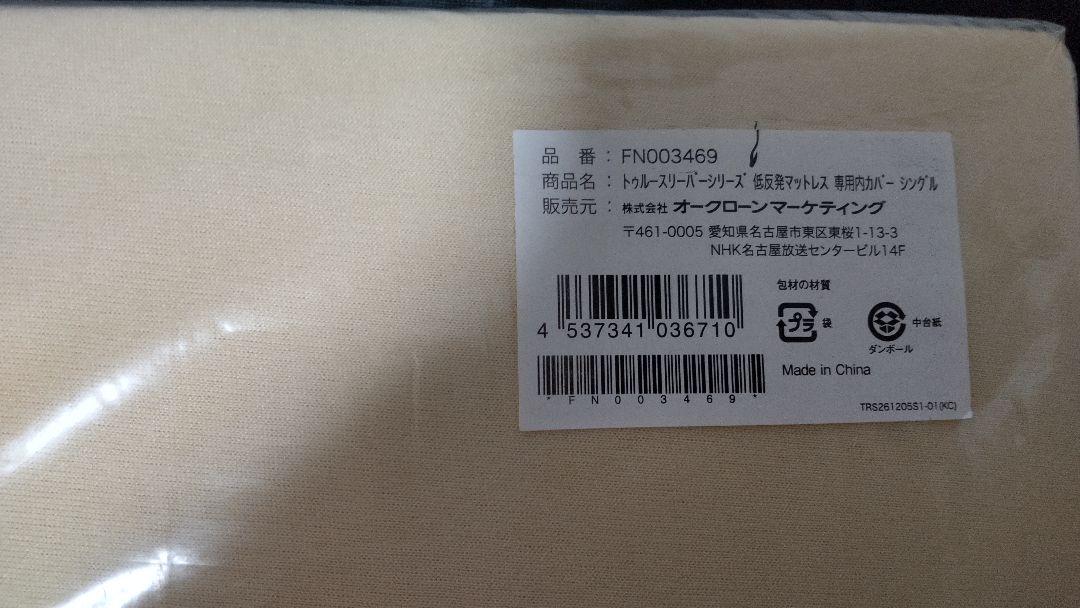 品 番 : FN003469
商品名 : トゥルースリーパーシリーズ 低反発マットレス 専用内カバー シングル
販売元 : 株式会社 オークローンマーケティング
〒461-0005 愛知県名古屋市東区東桜1-13-3
NHK名古屋放送センタービル14F
包材の材質
プラ 袋
中台紙
ダンボール
4 537341 036710
Made in China
*FN003469*
TRS261205S1-01(KC)